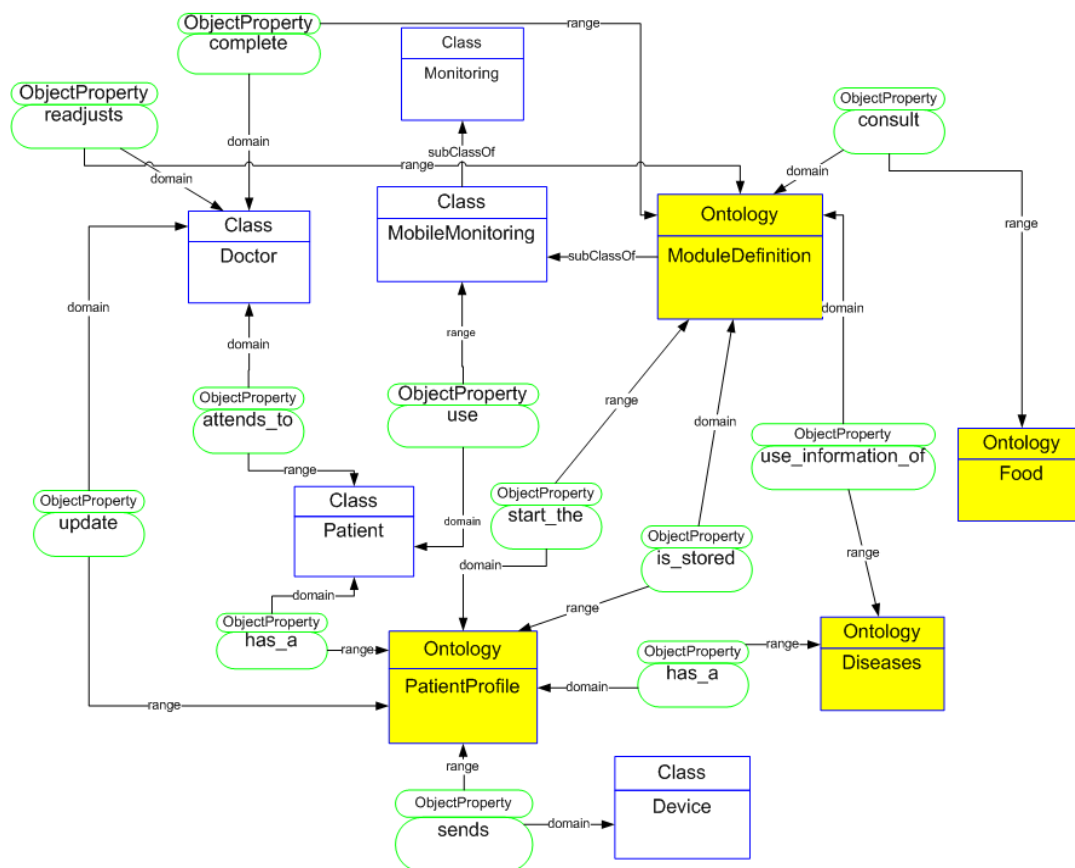 ObjectProperty
complete
range
Class
Monitoring
ObjectProperty
readjusts
ObjectProperty
consult
domain
domain
subClassOf
range
domain
range
Class
Doctor
Class
MobileMonitoring
subClassOf
Ontology
ModuleDefinition
domain
domain
domain
range
range
domain
ObjectProperty
attends_to
ObjectProperty
use
ObjectProperty
use_information_of
Ontology
Food
range
ObjectProperty
update
Class
Patient
domain
ObjectProperty
start_the
ObjectProperty
is_stored
range
domain
domain
range
ObjectProperty
has_a
range
Ontology
PatientProfile
ObjectProperty
has_a
range
domain
Ontology
Diseases
range
range
ObjectProperty
sends
domain
Class
Device